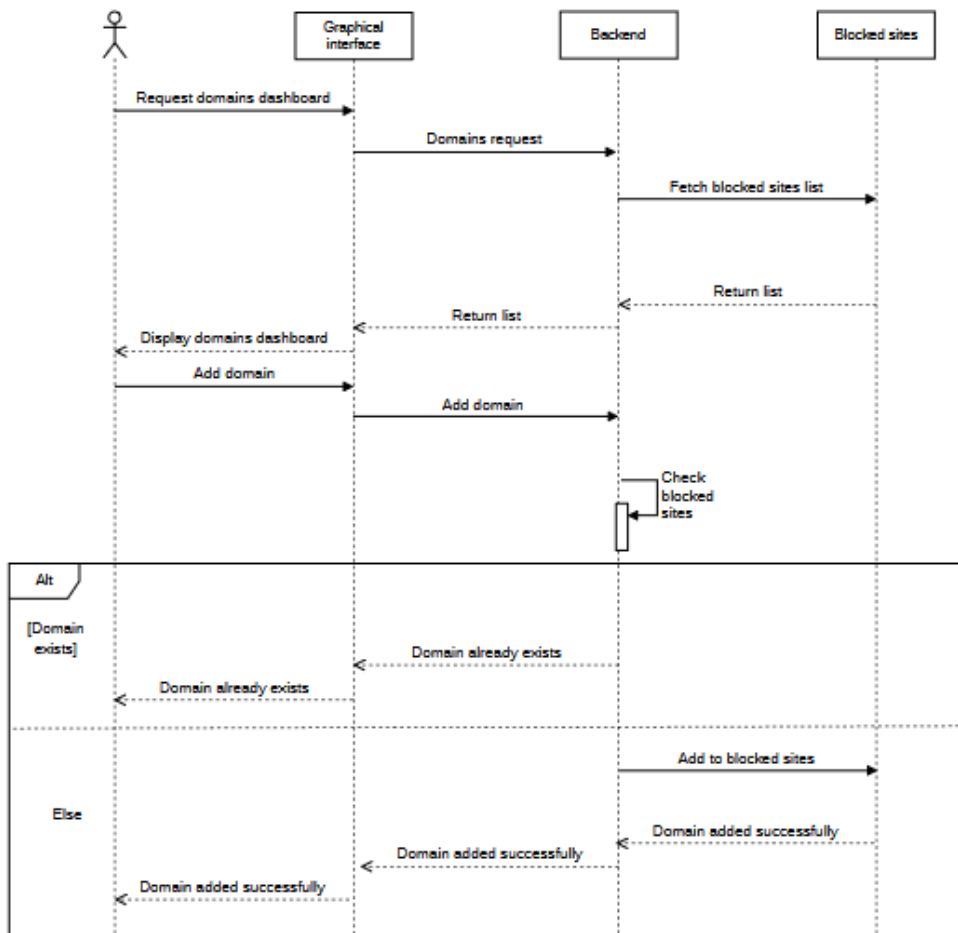 Graphical
interface
Backend
Blocked sites
Request domains dashboard
Domains request
Fetch blocked sites list
Return list
Return list
Display domains dashboard
Add domain
Add domain
Check
blocked
sites
Alt
[Domain
exists]
Domain already exists
Domain already exists
Add to blocked sites
Else
Domain added successfully
Domain added successfully
Domain added successfully